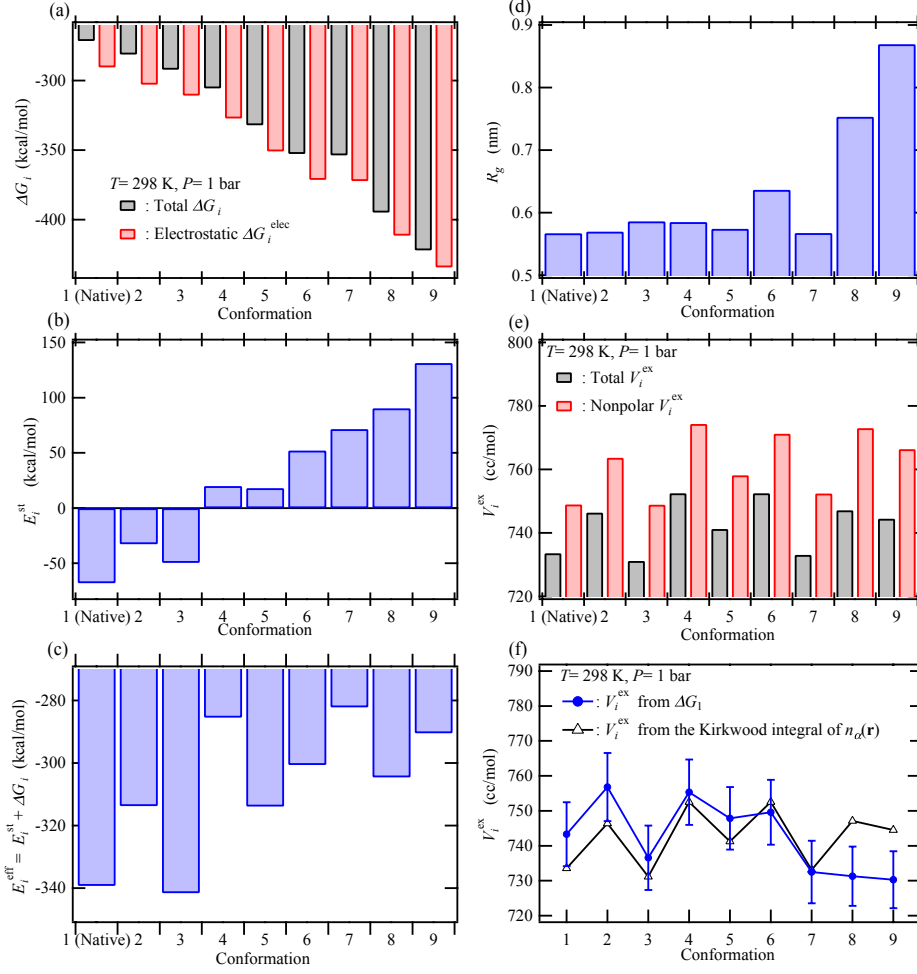 (a)
-300
-350
-400
ΔG_i (kcal/mol)
T= 298 K, P= 1 bar
: Total ΔG_i
: Electrostatic ΔG_i^elec
1 (Native) 2 3 4 5 6 7 8 9
Conformation
(b)
150
100
50
0
-50
E_i^st (kcal/mol)
1 (Native) 2 3 4 5 6 7 8 9
Conformation
(c)
-280
-300
-320
-340
E_i^eff = E_i^st + ΔG_i (kcal/mol)
1 (Native) 2 3 4 5 6 7 8 9
Conformation
(d)
0.9
0.8
0.7
0.6
0.5
R_g (nm)
1 (Native) 2 3 4 5 6 7 8 9
Conformation
(e)
800
780
760
740
720
V_i^ex (cc/mol)
T= 298 K, P= 1 bar
: Total V_i^ex
: Nonpolar V_i^ex
1 (Native) 2 3 4 5 6 7 8 9
Conformation
(f)
790
780
770
760
750
740
730
720
V_i^ex (cc/mol)
T= 298 K, P= 1 bar
: V_i^ex from ΔG_1
: V_i^ex from the Kirkwood integral of n_α(r)
1 2 3 4 5 6 7 8 9
Conformation